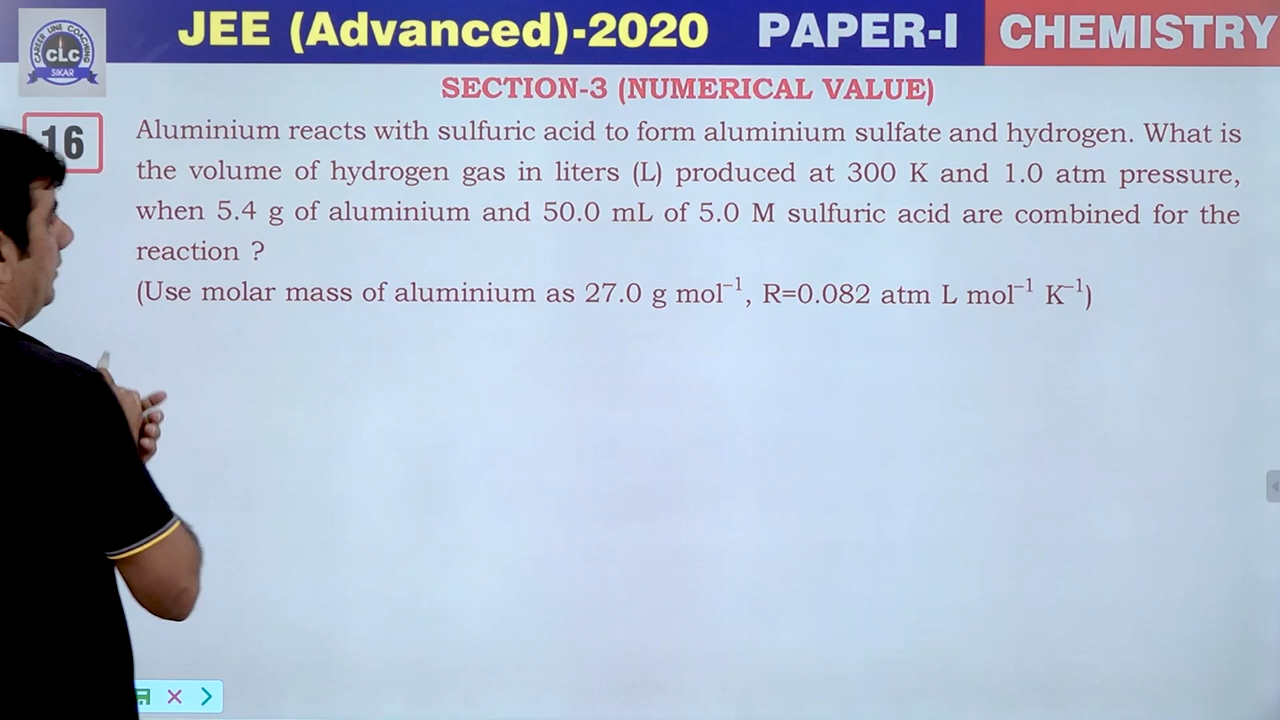 JEE (Advanced)-2020 PAPER-I CHEMISTRY
CAREER LINE COACHING
CLC
SIKAR
SECTION-3 (NUMERICAL VALUE)
16
Aluminium reacts with sulfuric acid to form aluminium sulfate and hydrogen. What is
the volume of hydrogen gas in liters (L) produced at 300 K and 1.0 atm pressure,
when 5.4 g of aluminium and 50.0 mL of 5.0 M sulfuric acid are combined for the
reaction ?
(Use molar mass of aluminium as 27.0 g mol⁻¹, R=0.082 atm L mol⁻¹ K⁻¹)